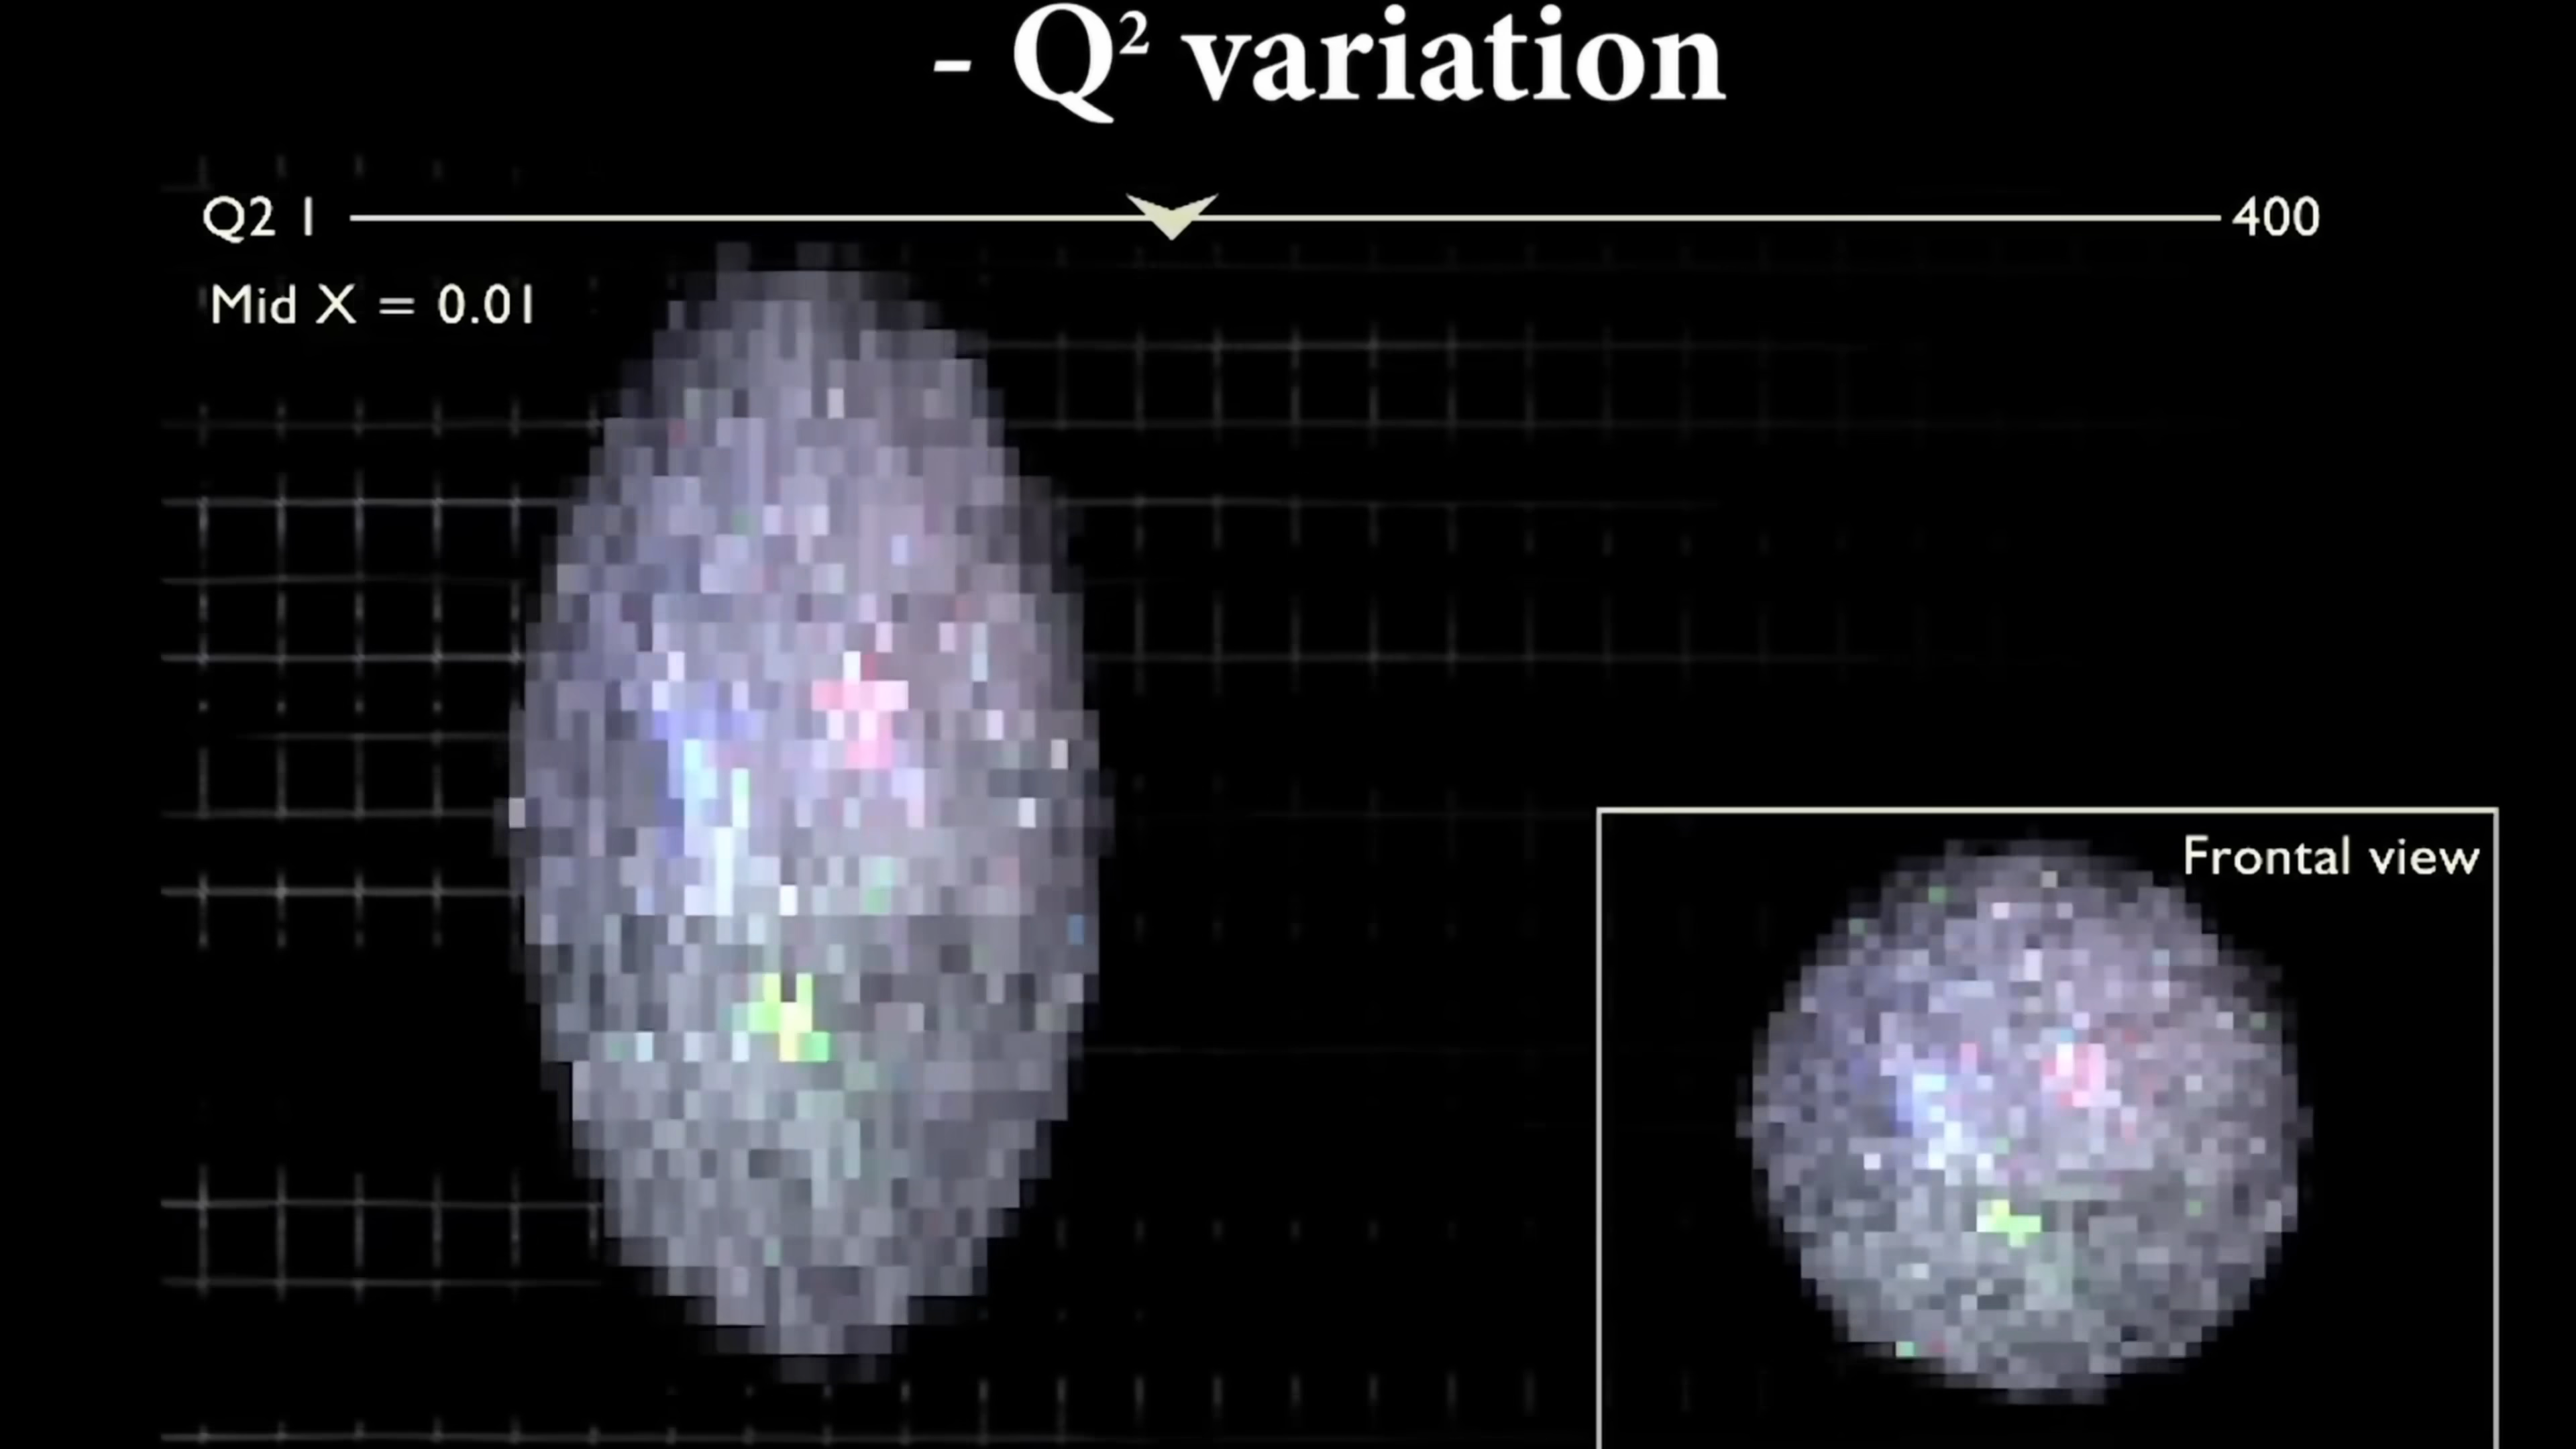 - Q² variation
Q2 1 400
Mid X = 0.01
Frontal view